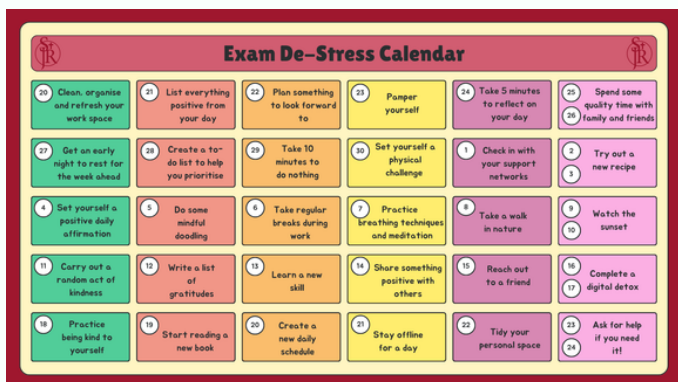 Exam De-Stress Calendar
20 Clean, organise
and refresh your
work space
21 List everything
positive from
your day
22 Plan something
to look forward
to
23 Pamper
yourself
24 Take 5 minutes
to reflect on
your day
25 26 Spend some
quality time with
family and friends
27 Get an early
night to rest for
the week ahead
28 Create a to-
do list to help
you prioritise
29 Take 10
minutes to
do nothing
30 Set yourself a
physical
challenge
1 Check in with
your support
networks
2 3 Try out a
new recipe
4 Set yourself a
positive daily
affirmation
5 Do some
mindful
doodling
6 Take regular
breaks during
work
7 Practice
breathing techniques
and meditation
8 Take a walk
in nature
9 10 Watch the
sunset
11 Carry out a
random act of
kindness
12 Write a list
of
gratitudes
13 Learn a new
skill
14 Share something
positive with
others
15 Reach out
to a friend
16 17 Complete a
digital detox
18 Practice
being kind to
yourself
19 Start reading a
new book
20 Create a
new daily
schedule
21 Stay offline
for a day
22 Tidy your
personal space
23 24 Ask for help
if you need
it!